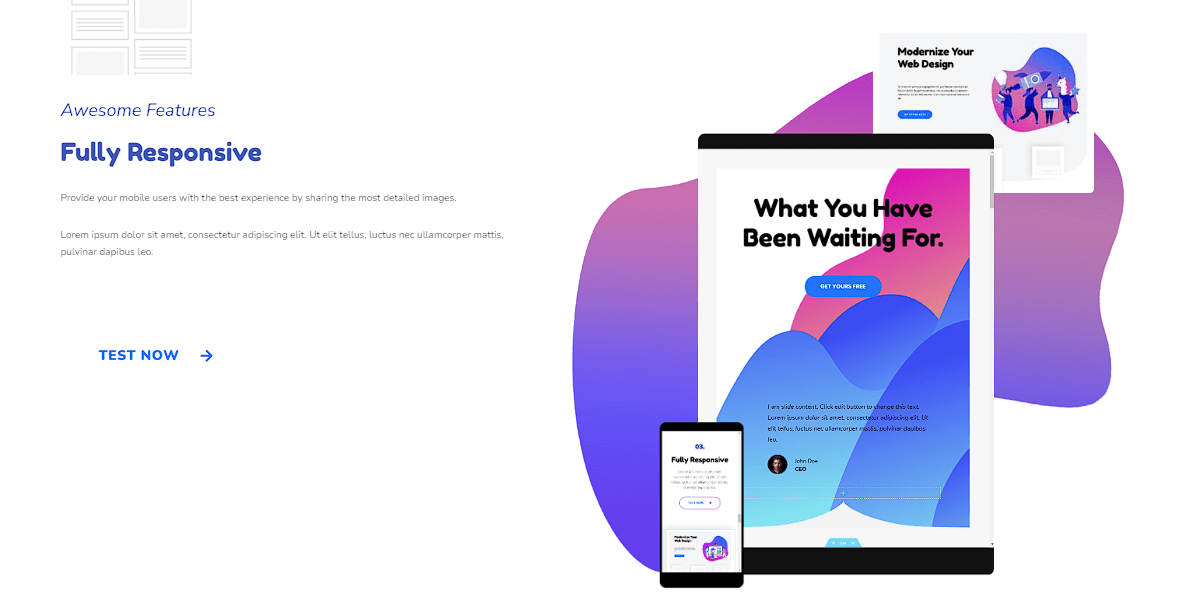 Awesome Features
Fully Responsive
Provide your mobile users with the best experience by sharing the most detailed images.
Lorem ipsum dolor sit amet, consectetur adipiscing elit. Ut elit tellus, luctus nec ullamcorper mattis,
pulvinar dapibus leo.
TEST NOW
Modernize Your
Web Design
What You Have
Been Waiting For.
GET YOURS FREE
I am slide content. Click edit button to change this text.
Lorem ipsum dolor sit amet, consectetur adipiscing elit. Ut
elit tellus, luctus nec ullamcorper mattis, pulvinar dapibus
leo.
John Doe
CEO
03.
Fully Responsive
Modernize Your
Web Design